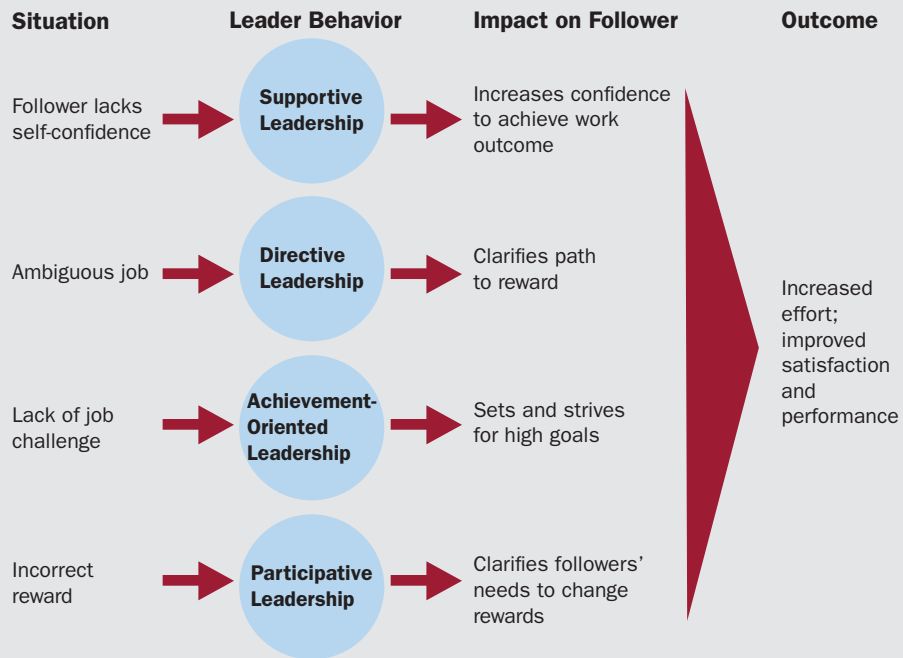 Situation
Leader Behavior
Impact on Follower
Outcome
Follower lacks
self-confidence
Supportive
Leadership
Increases confidence
to achieve work
outcome
Ambiguous job
Directive
Leadership
Clarifies path
to reward
Lack of job
challenge
Achievement-
Oriented
Leadership
Sets and strives
for high goals
Incorrect
reward
Participative
Leadership
Clarifies followers’
needs to change
rewards
Increased
effort;
improved
satisfaction
and
performance